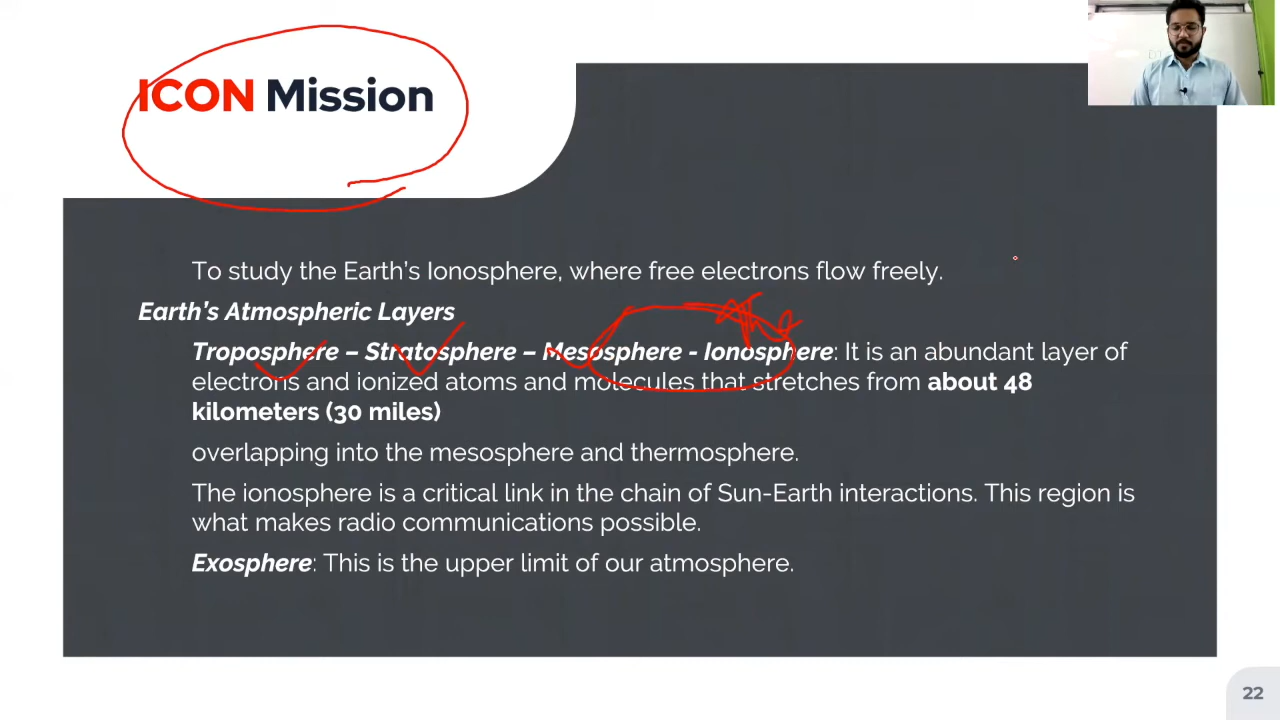 ICON Mission
To study the Earth's Ionosphere, where free electrons flow freely.
Earth's Atmospheric Layers
Troposphere – Stratosphere – Mesosphere - Ionosphere: It is an abundant layer of
electrons and ionized atoms and molecules that stretches from about 48
kilometers (30 miles)
overlapping into the mesosphere and thermosphere.
The ionosphere is a critical link in the chain of Sun-Earth interactions. This region is
what makes radio communications possible.
Exosphere: This is the upper limit of our atmosphere.
22